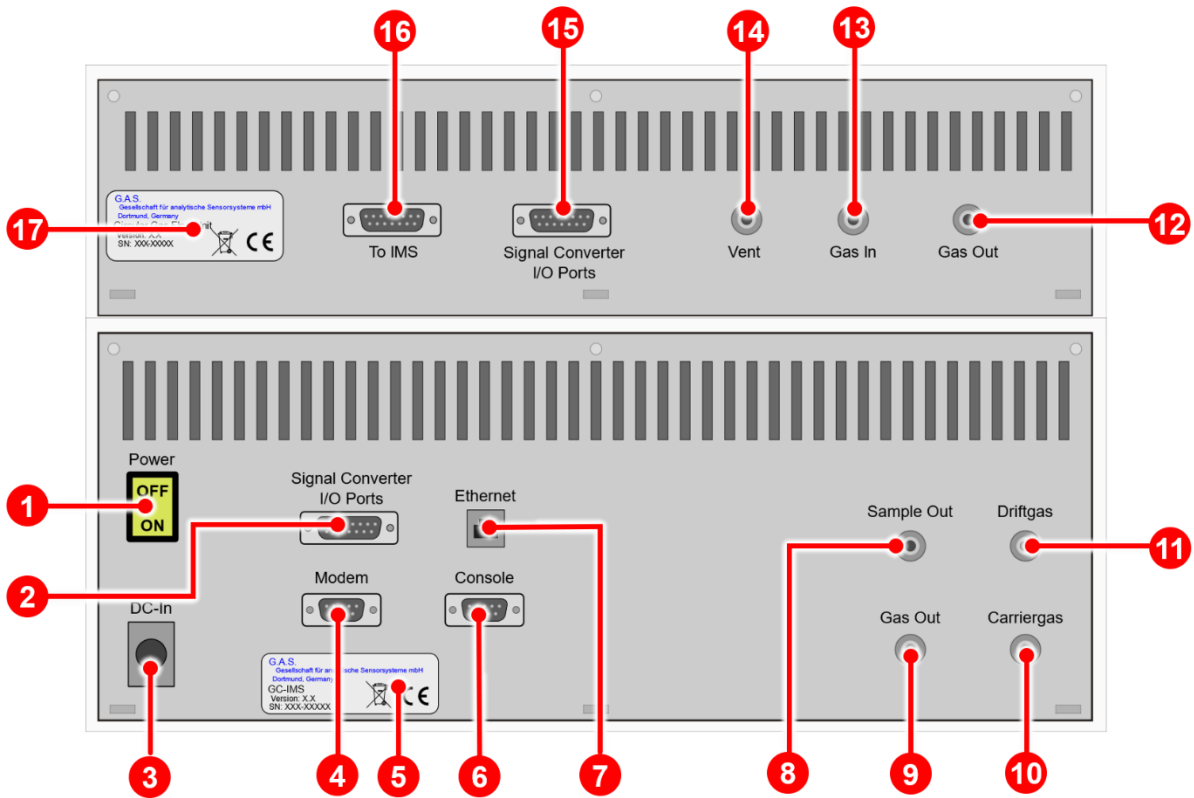 16
15
14
13
G.A.S.
Gesellschaft für analytische Sensorsysteme mbH
Dortmund, Germany
Version: X.X
SN: XXX-XXXXX
CE
17
To IMS
Signal Converter
I/O Ports
Vent
Gas In
Gas Out
12
Power
OFF
ON
1
Signal Converter
I/O Ports
Ethernet
Sample Out
Driftgas
11
2
Modem
Console
DC-In
Gas Out
Carriergas
G.A.S.
Gesellschaft für analytische Sensorsysteme mbH
Dortmund, Germany
GC-IMS
Version: X.X
SN: XXX-XXXXX
CE
3
4
5
6
7
8
9
10